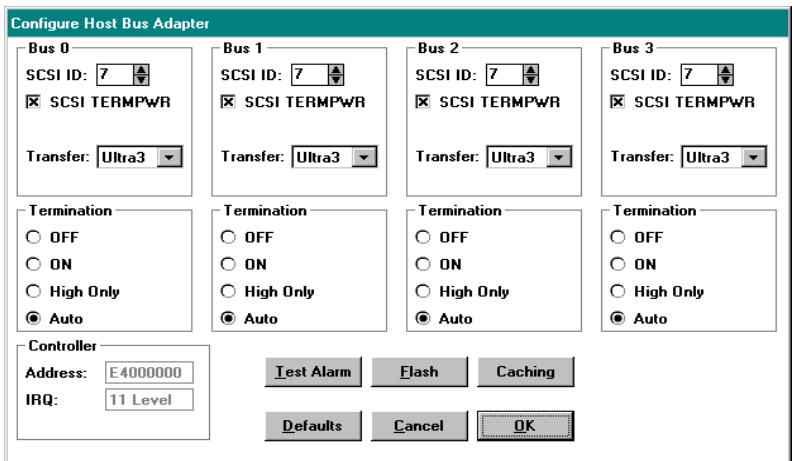 Configure Host Bus Adapter
Bus 0
SCSI ID: 7
SCSI TERMPWR
Transfer: Ultra3
Bus 1
SCSI ID: 7
SCSI TERMPWR
Transfer: Ultra3
Bus 2
SCSI ID: 7
SCSI TERMPWR
Transfer: Ultra3
Bus 3
SCSI ID: 7
SCSI TERMPWR
Transfer: Ultra3
Termination
OFF
ON
High Only
Auto
Termination
OFF
ON
High Only
Auto
Termination
OFF
ON
High Only
Auto
Termination
OFF
ON
High Only
Auto
Controller
Address: E4000000
IRQ: 11 Level
Test Alarm
Flash
Caching
Defaults
Cancel
OK